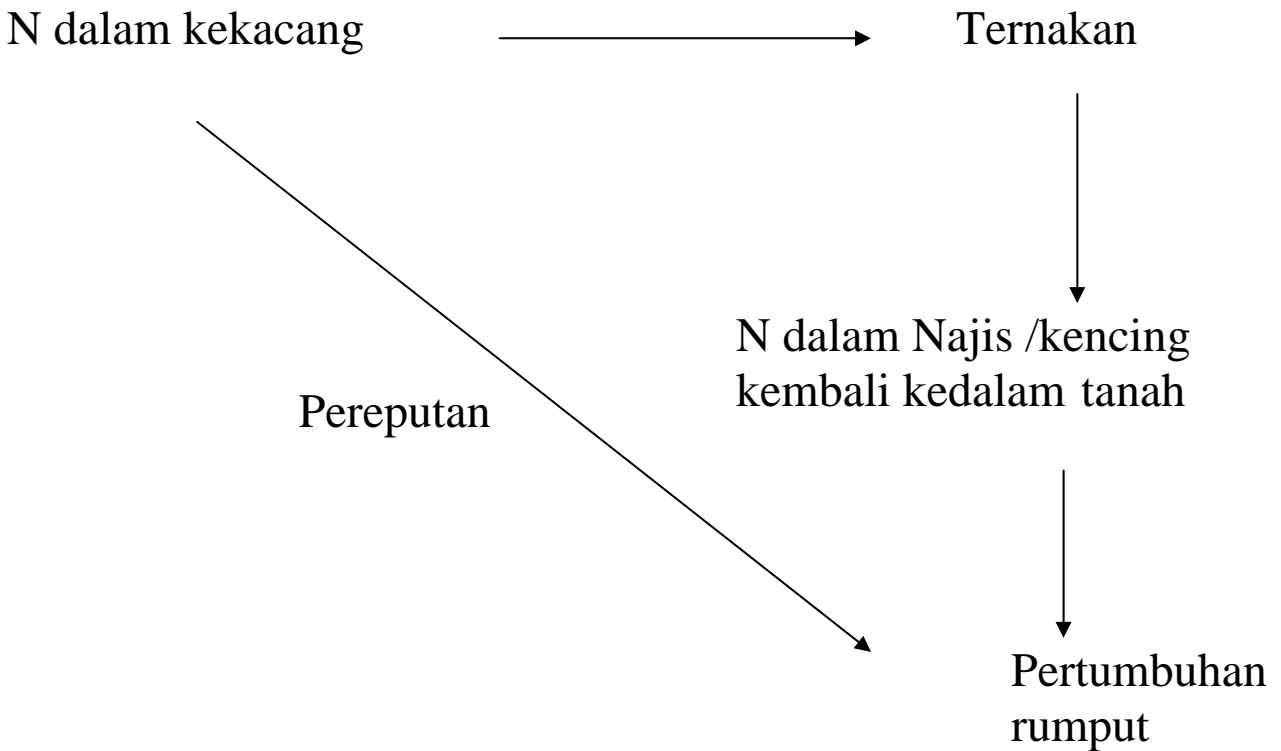 N dalam kekacang
Ternakan
N dalam Najis /kencing
kembali kedalam tanah
Pereputan
Pertumbuhan
rumput